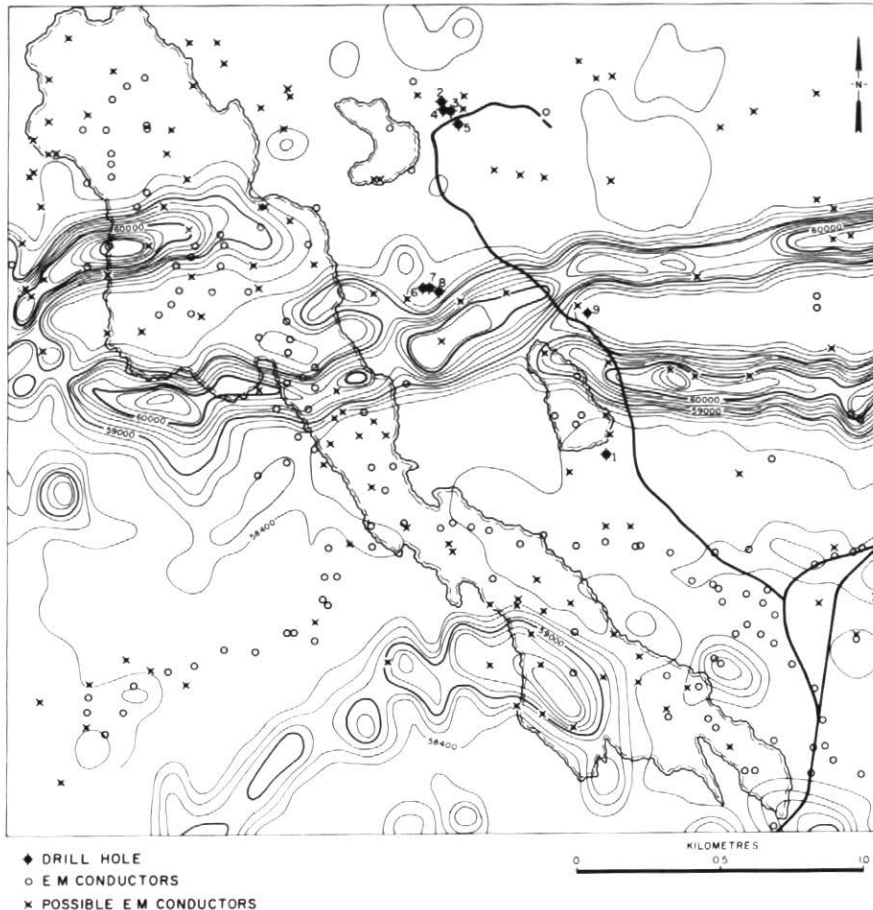 -N-
2
4 3
5
60000
60000
6 7 8
9
60000
60000
59000
59000
1
58400
59000
58400
DRILL HOLE
E M CONDUCTORS
POSSIBLE E M CONDUCTORS
KILOMETRES
0 0.5 1.0